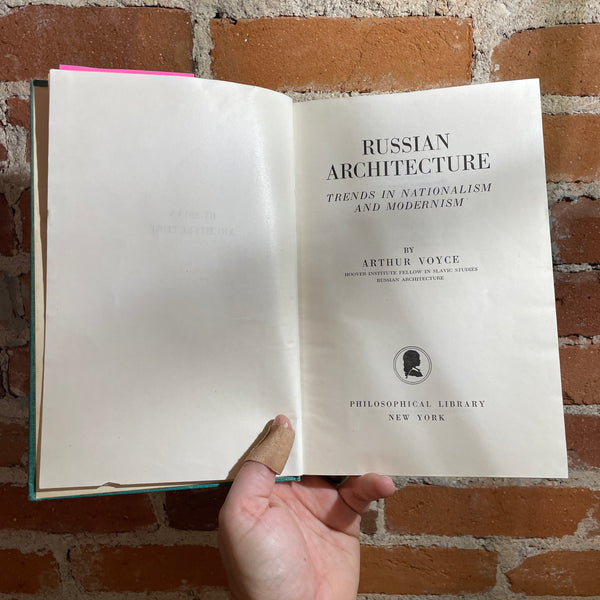 RUSSIAN
ARCHITECTURE
TRENDS IN NATIONALISM
AND MODERNISM
BY
ARTHUR VOYCE
HOOVER INSTITUTE FELLOW IN SLAVIC STUDIES
RUSSIAN ARCHITECTURE
PHILOSOPHICAL LIBRARY
NEW YORK